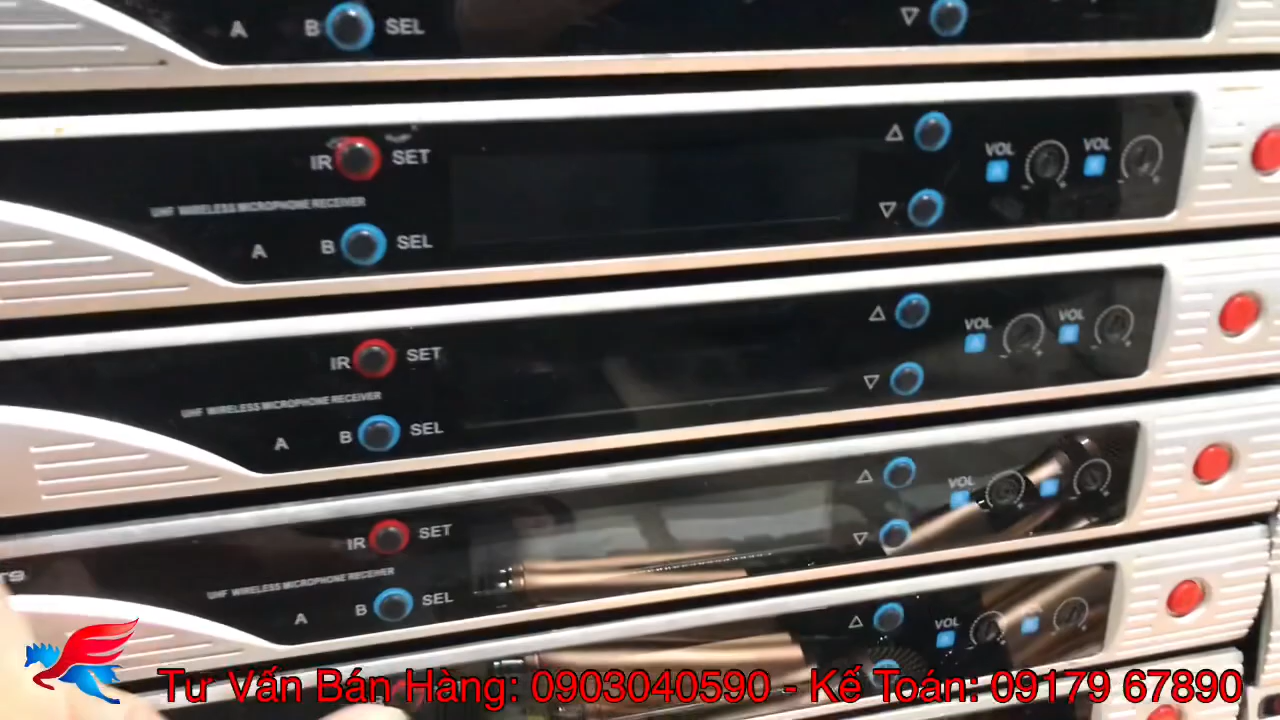 A B SEL ▽
△ VOL VOL
IR SET A B
UHF WIRELESS MICROPHONE RECEIVER ▽
A B SEL
△ VOL VOL
IR SET A
UHF WIRELESS MICROPHONE RECEIVER ▽
A B SEL
△ VOL
IR SET
T9 UHF WIRELESS MICROPHONE RECEIVER ▽
A B SEL
△ VOL
Tư Vấn Bán Hàng: 0903040590 - Kế Toán: 09179 67890